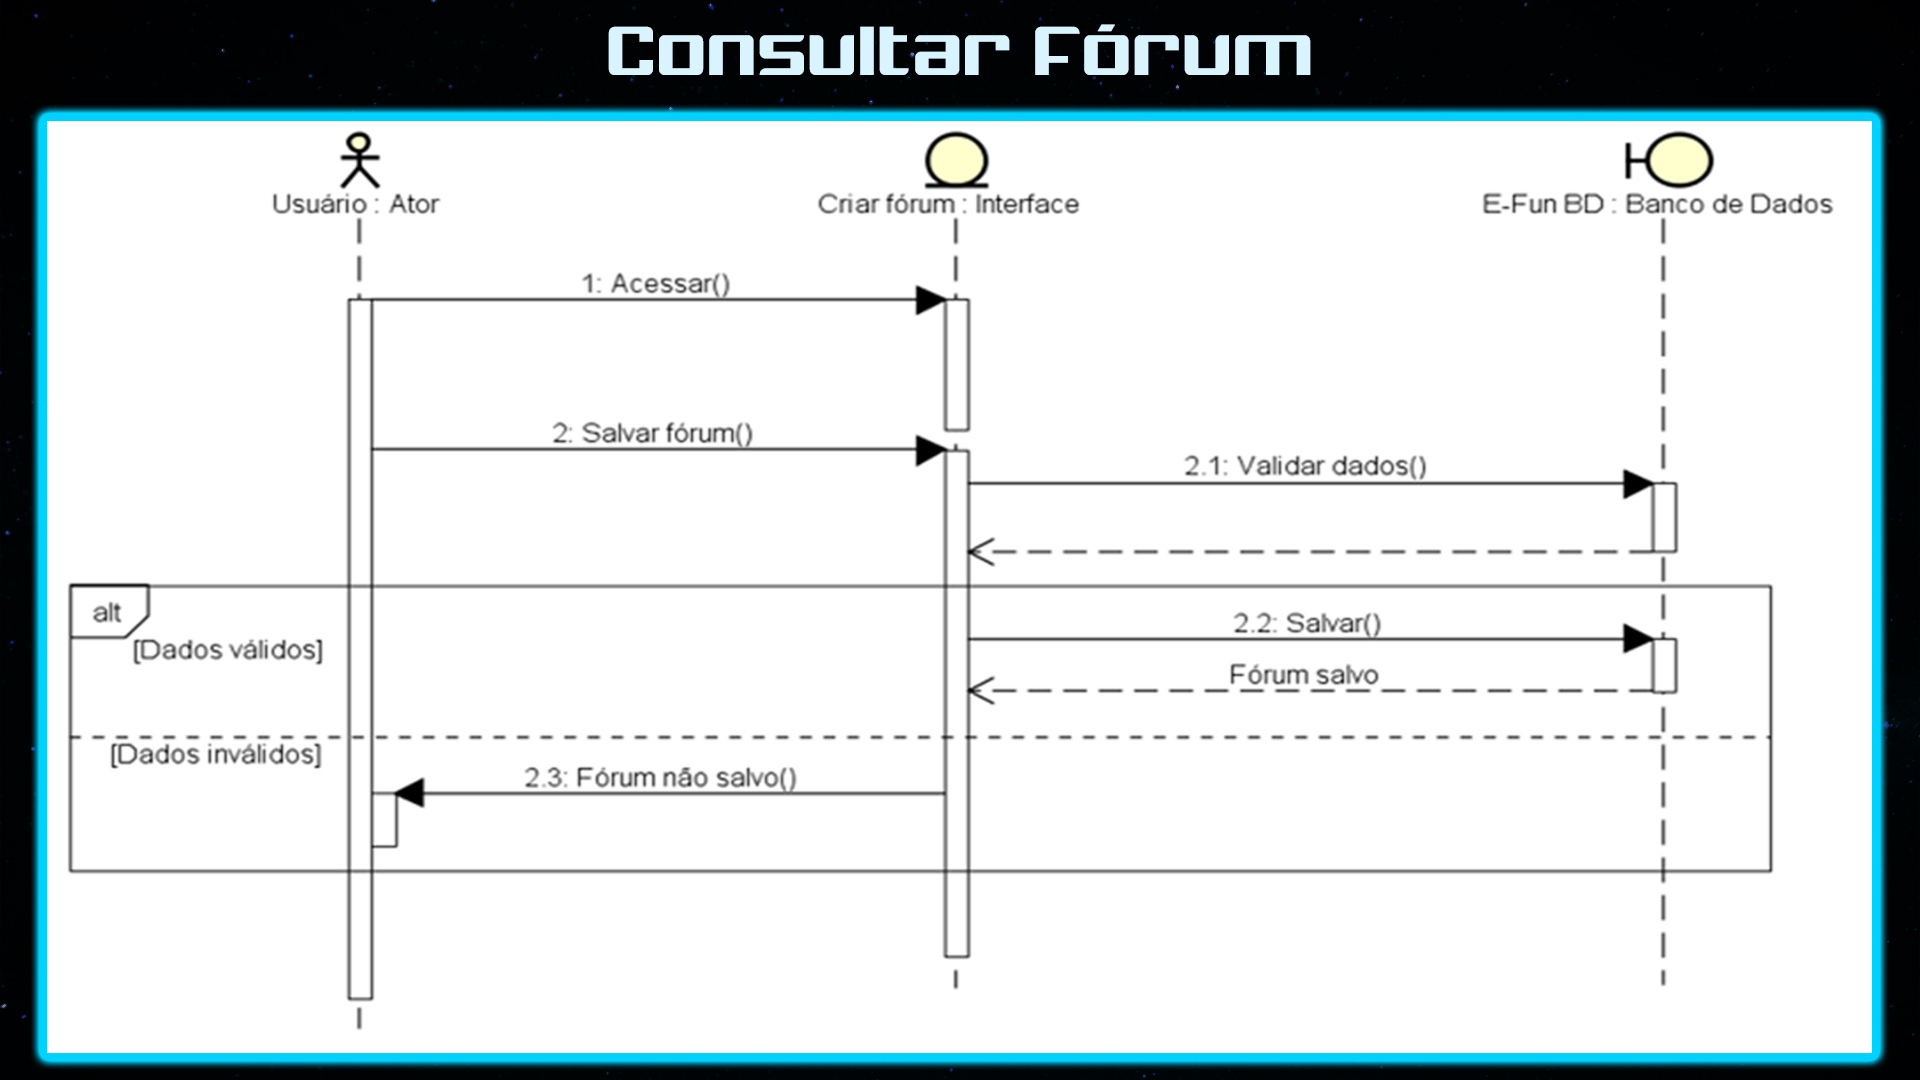 Consultar Fórum
Usuário : Ator
Criar fórum : Interface
E-Fun BD : Banco de Dados
1: Acessar()
2: Salvar fórum()
2.1: Validar dados()
alt
[Dados válidos]
2.2: Salvar()
Fórum salvo
[Dados inválidos]
2.3: Fórum não salvo()